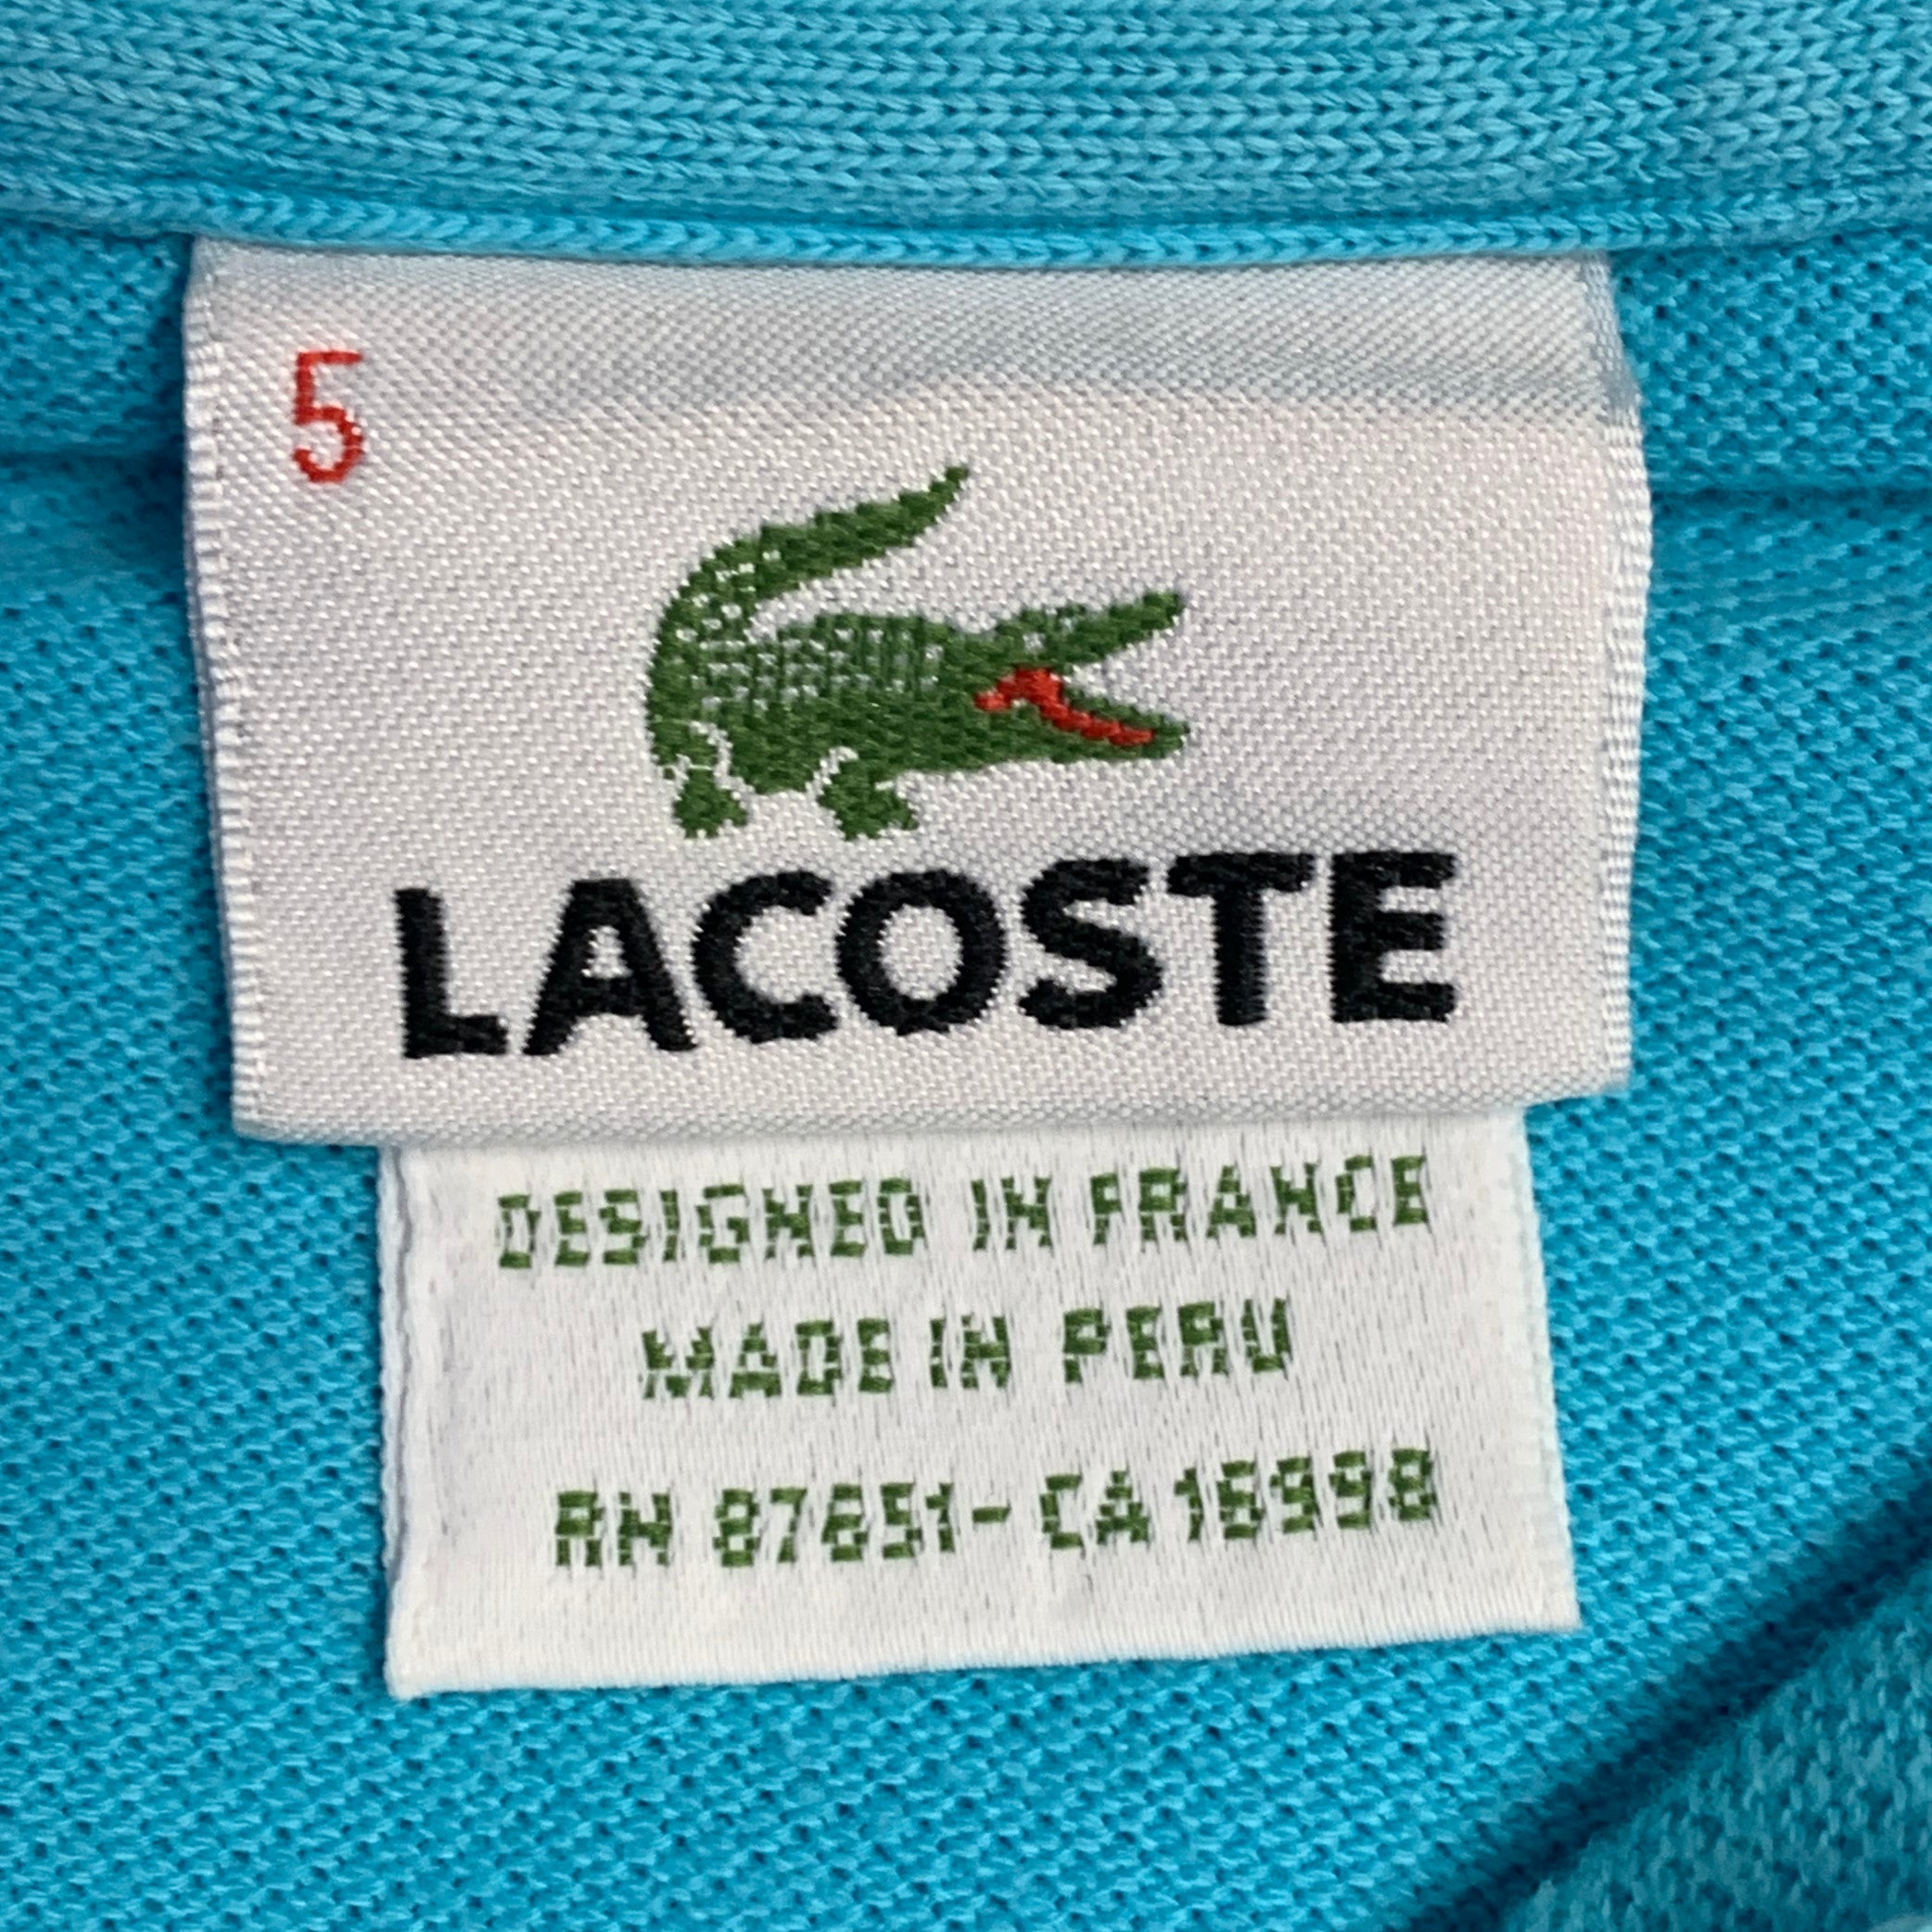 5
LACOSTE
DESIGNED IN FRANCE
MADE IN PERU
RN 87651- CA 16998